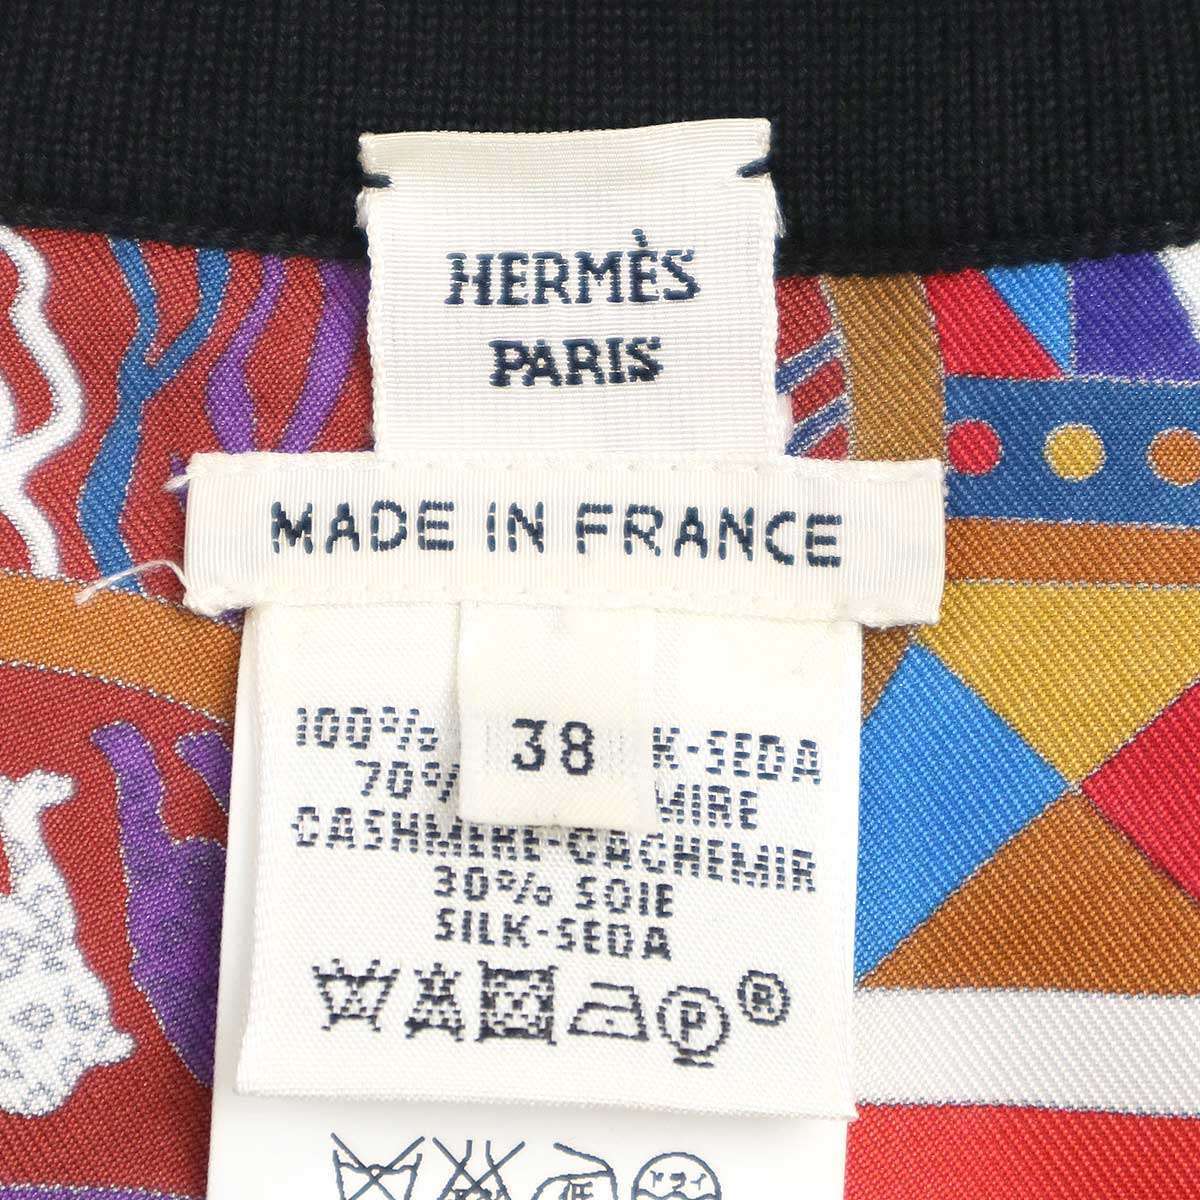 HERMÈS
PARIS
MADE IN FRANCE
38
100% K-SEDA
70% MIRE
CASHMERE-CACHEMIR
30% SOIE
SILK-SEDA
P ®